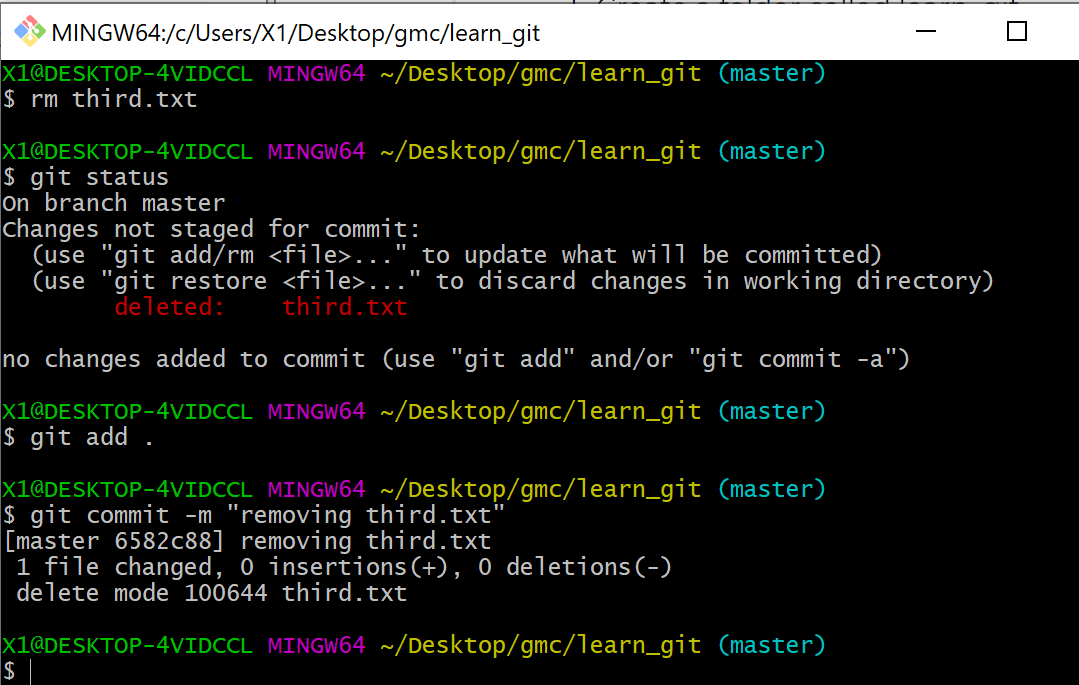 Create a folder called learn_git
MINGW64:/c/Users/X1/Desktop/gmc/learn_git
X1@DESKTOP-4VIDCCL MINGW64 ~/Desktop/gmc/learn_git (master)
$ rm third.txt
X1@DESKTOP-4VIDCCL MINGW64 ~/Desktop/gmc/learn_git (master)
$ git status
On branch master
Changes not staged for commit:
  (use "git add/rm <file>..." to update what will be committed)
  (use "git restore <file>..." to discard changes in working directory)
        deleted:    third.txt
no changes added to commit (use "git add" and/or "git commit -a")
X1@DESKTOP-4VIDCCL MINGW64 ~/Desktop/gmc/learn_git (master)
$ git add .
X1@DESKTOP-4VIDCCL MINGW64 ~/Desktop/gmc/learn_git (master)
$ git commit -m "removing third.txt"
[master 6582c88] removing third.txt
 1 file changed, 0 insertions(+), 0 deletions(-)
 delete mode 100644 third.txt
X1@DESKTOP-4VIDCCL MINGW64 ~/Desktop/gmc/learn_git (master)
$